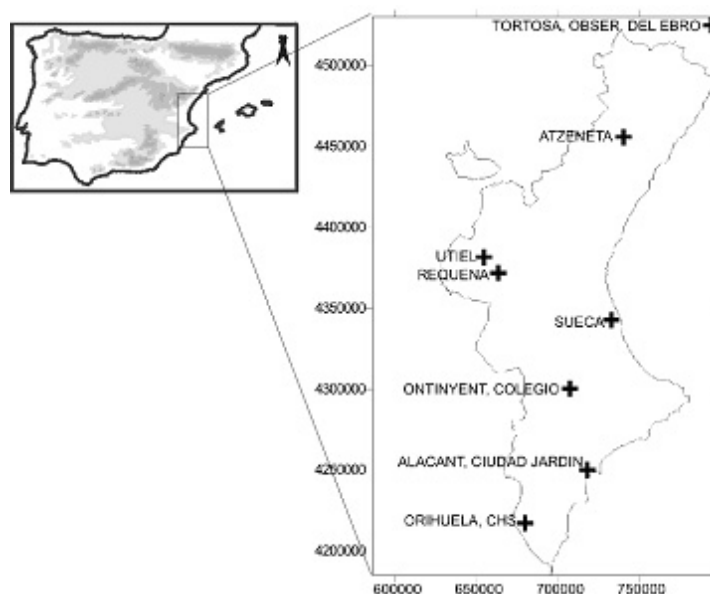 TORTOSA, OBSER, DEL EBRO
4500000
ATZENETA
4450000
4400000
UTIEL
REQUENA
4350000
SUECA
4300000
ONTINYENT, COLEGIO
ALACANT, CIUDAD JARDIN
4250000
ORIHUELA, CHS
4200000
600000 650000 700000 750000